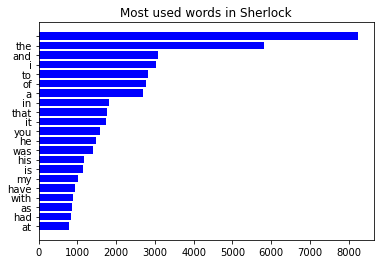 Most used words in Sherlock
the
and
i
to
of
a
in
that
it
you
he
was
his
is
my
have
with
as
had
at
0 1000 2000 3000 4000 5000 6000 7000 8000